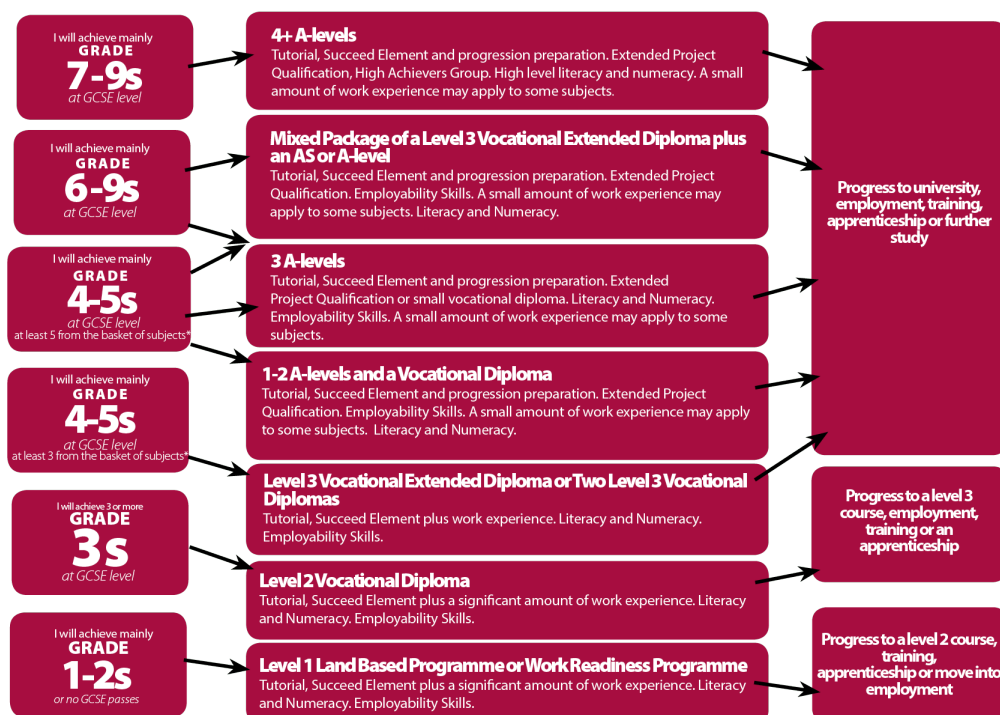 I will achieve mainly
GRADE
7-9s
at GCSE level
4+ A-levels
Tutorial, Succeed Element and progression preparation. Extended Project
Qualification, High Achievers Group. High level literacy and numeracy. A small
amount of work experience may apply to some subjects.
I will achieve mainly
GRADE
6-9s
at GCSE level
Mixed Package of a Level 3 Vocational Extended Diploma plus
an AS or A-level
Tutorial, Succeed Element and progression preparation. Extended Project
Qualification. Employability Skills. A small amount of work experience may
apply to some subjects. Literacy and Numeracy.
I will achieve mainly
GRADE
4-5s
at GCSE level
at least 5 from the basket of subjects*
3 A-levels
Tutorial, Succeed Element and progression preparation. Extended
Project Qualification or small vocational diploma. Literacy and Numeracy.
Employability Skills. A small amount of work experience may apply to some
subjects.
1-2 A-levels and a Vocational Diploma
Tutorial, Succeed Element and progression preparation. Extended Project
Qualification. Employability Skills. A small amount of work experience may apply
to some subjects. Literacy and Numeracy.
I will achieve mainly
GRADE
4-5s
at GCSE level
at least 3 from the basket of subjects*
Level 3 Vocational Extended Diploma or Two Level 3 Vocational
Diplomas
Tutorial, Succeed Element plus work experience. Literacy and Numeracy.
Employability Skills.
Progress to university,
employment, training,
apprenticeship or further
study
I will achieve 3 or more
GRADE
3s
at GCSE level
Level 2 Vocational Diploma
Tutorial, Succeed Element plus a significant amount of work experience. Literacy
and Numeracy. Employability Skills.
Progress to a level 3
course, employment,
training or an
apprenticeship
I will achieve mainly
GRADE
1-2s
or no GCSE passes
Level 1 Land Based Programme or Work Readiness Programme
Tutorial, Succeed Element plus a significant amount of work experience. Literacy
and Numeracy. Employability Skills.
Progress to a level 2 course,
training,
apprenticeship or move into
employment